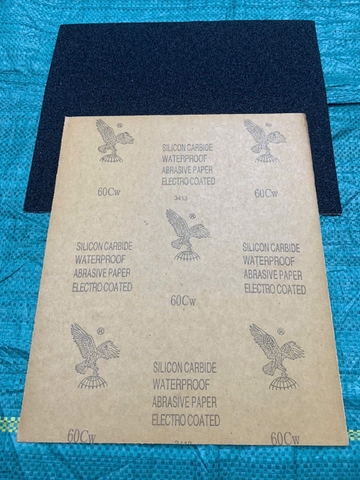 ®
®
SILICON CARBIDE
WATERPROOF
ABRASIVE PAPER
ELECTRO COATED
60Cw
60Cw
3413
®
SILICON CARBIDE
WATERPROOF
ABRASIVE PAPER
ELECTRO COATED
SILICON CARBIDE
WATERPROOF
ABRASIVE PAPER
ELECTRO COATED
60Cw
®
®
SILICON CARBIDE
WATERPROOF
ABRASIVE PAPER
ELECTRO COATED
60Cw
60Cw